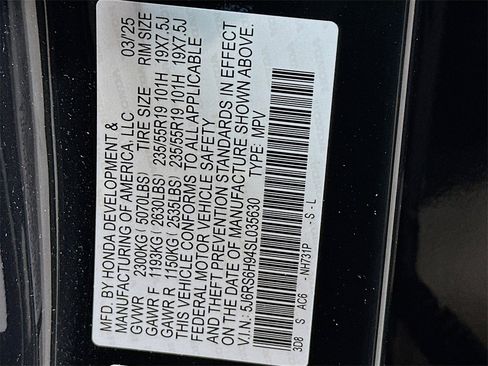 MFD. BY HONDA DEVELOPMENT &
MANUFACTURING OF AMERICA, LLC 03/25
GVWR 2300KG ( 5070LBS) TIRE SIZE RIM SIZE
GAWR F 1193KG ( 2630LBS) 235/55R19 101H 19X7.5J
GAWR R 1150KG ( 2535LBS) 235/55R19 101H 19X7.5J
THIS VEHICLE CONFORMS TO ALL APPLICABLE
FEDERAL MOTOR VEHICLE SAFETY
AND THEFT PREVENTION STANDARDS IN EFFECT
ON THE DATE OF MANUFACTURE SHOWN ABOVE.
V.I.N.: 5J6RS6H94SL035630 TYPE: MPV
3D8 S AC6 -NH731P -S-L